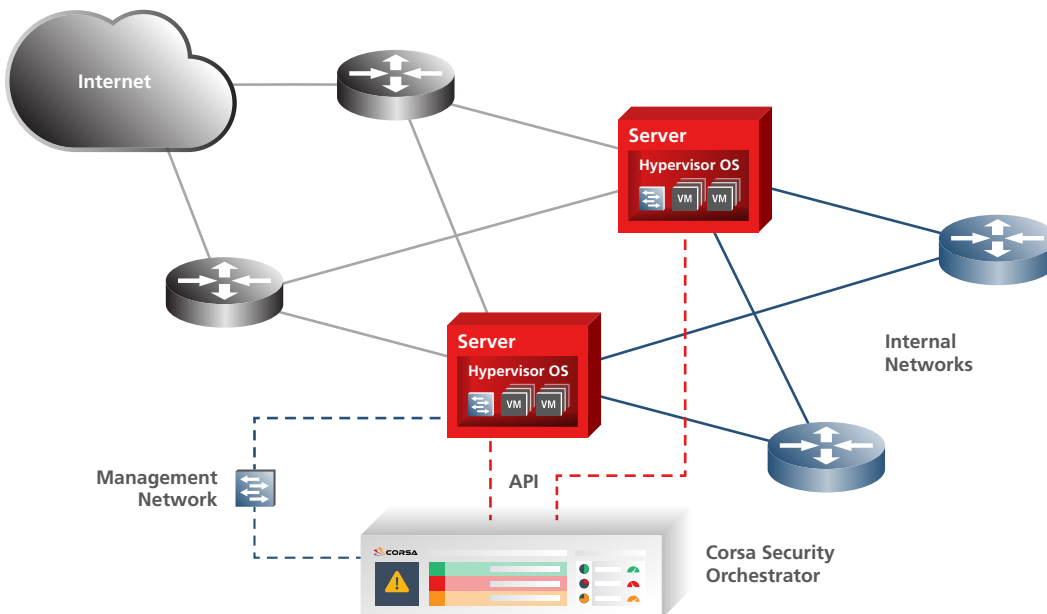 Internet
Server
Hypervisor OS
VM VM
Server
Hypervisor OS
VM VM
Internal
Networks
Management
Network
API
CORSA
Corsa Security
Orchestrator